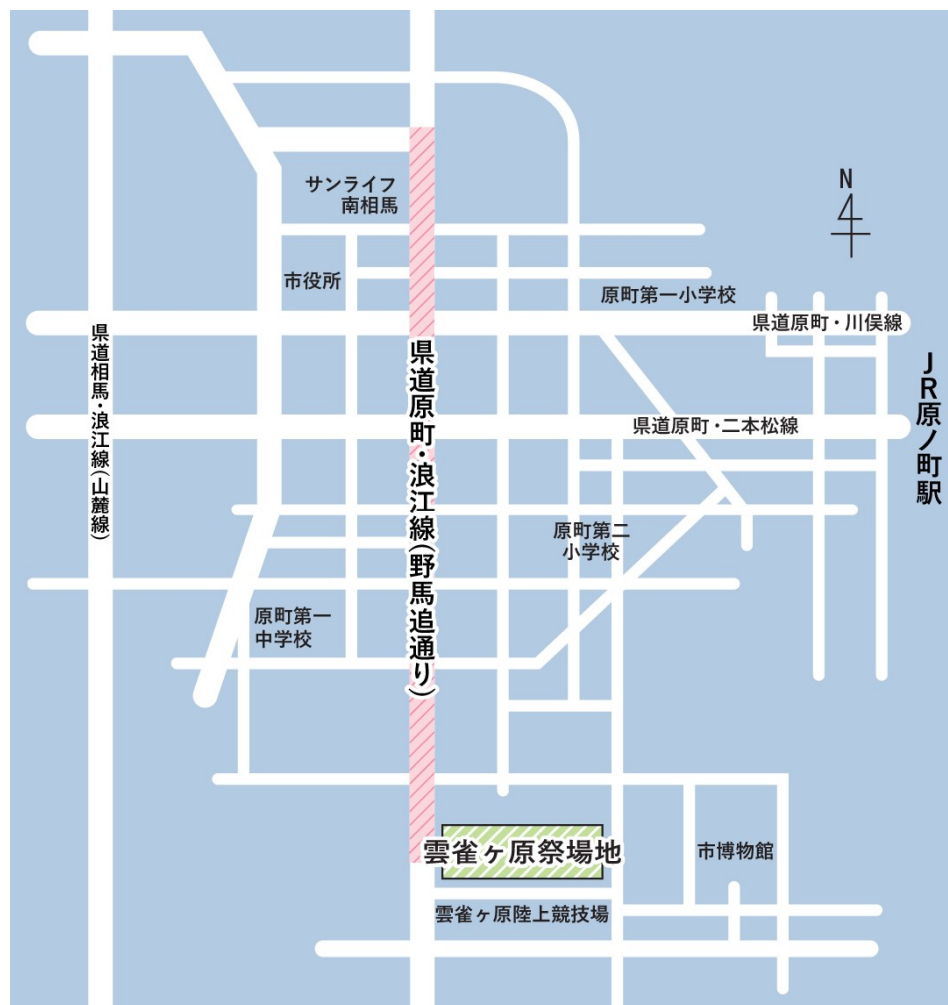 N
サンライフ
南相馬
市役所
原町第一小学校
県道原町・川俣線
県道相馬・浪江線(山麓線)
県道原町・浪江線(野馬追通り)
JR原ノ町駅
県道原町・二本松線
原町第二
小学校
原町第一
中学校
雲雀ヶ原祭場地
市博物館
雲雀ヶ原陸上競技場